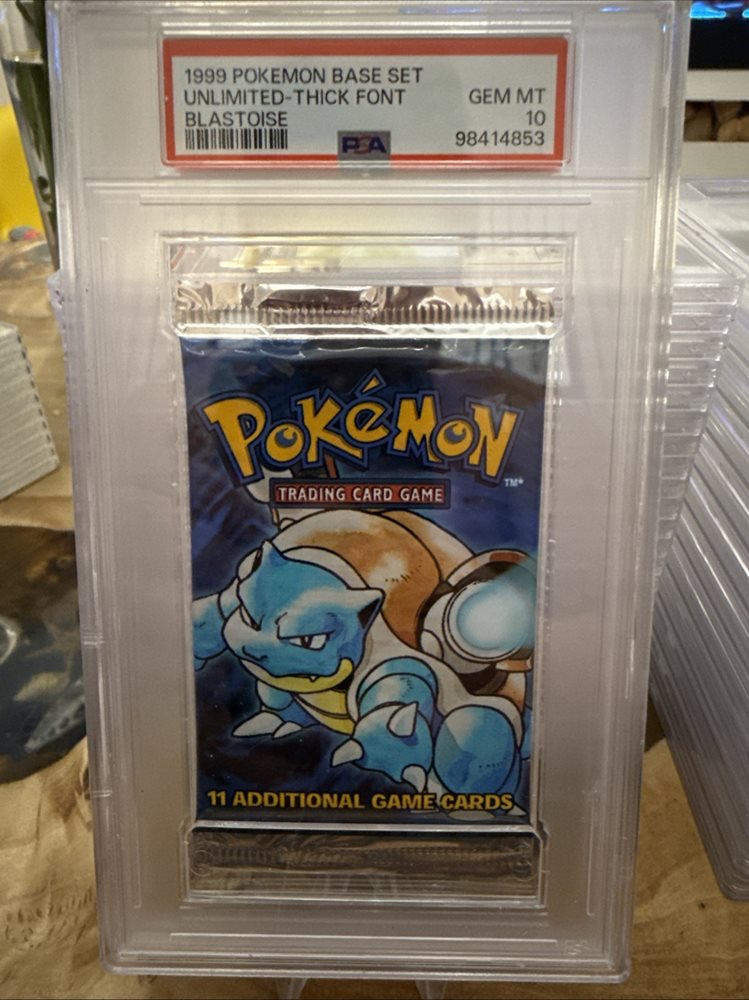 1999 POKEMON BASE SET
UNLIMITED-THICK FONT GEM MT
BLASTOISE 10
PSA 98414853
POKéMON
TM*
TRADING CARD GAME
11 ADDITIONAL GAME CARDS